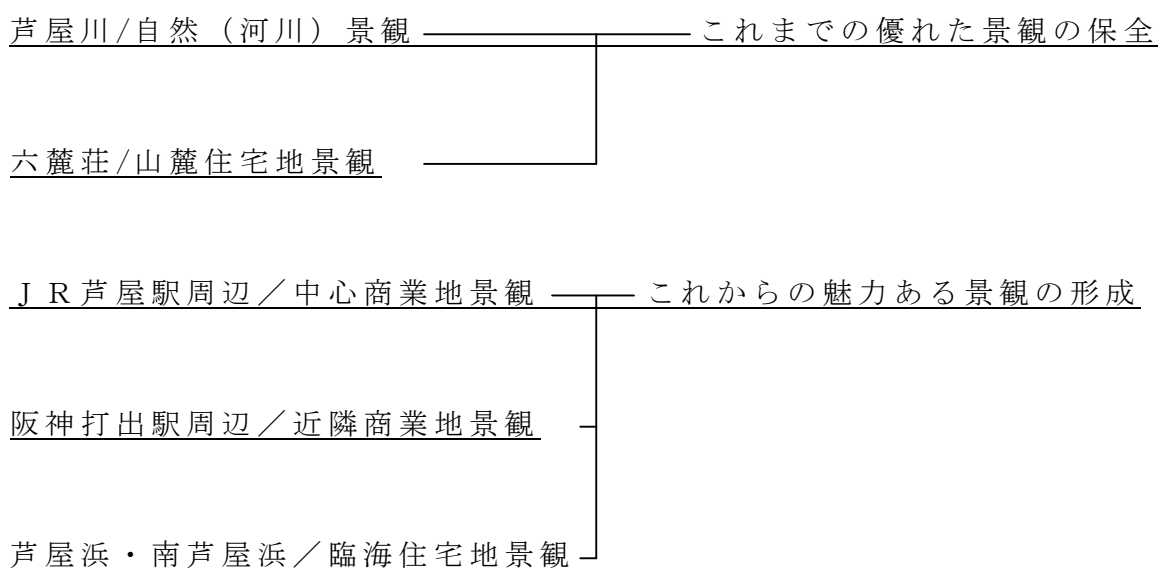 芦屋川/自然（河川）景観 これまでの優れた景観の保全
六麓荘/山麓住宅地景観
ＪＲ芦屋駅周辺／中心商業地景観 これからの魅力ある景観の形成
阪神打出駅周辺／近隣商業地景観
芦屋浜・南芦屋浜／臨海住宅地景観